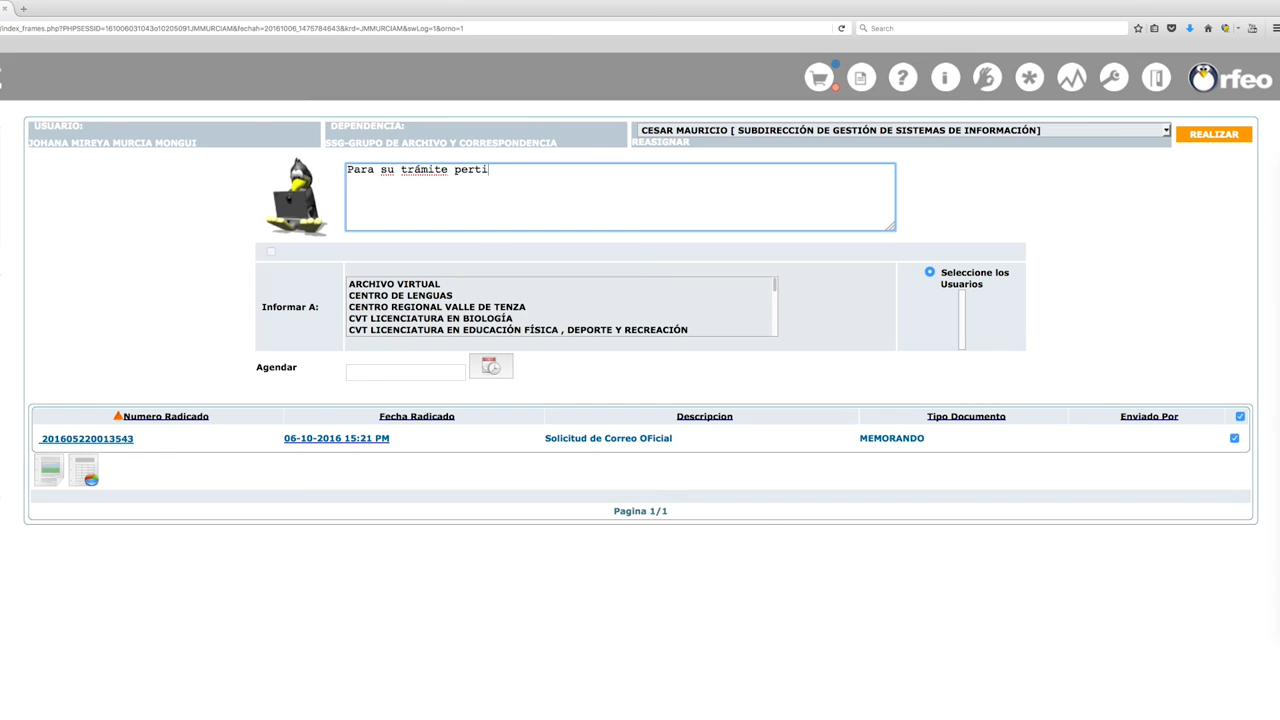 /index_frames.php?PHPSESSID=161006031043o10205091JMMURCIAM&fechah=20161006_1475784643&krd=JMMURCIAM&swLog=1&orno=1
Search
Orfeo
USUARIO:
JOHANA MIREYA MURCIA MONGUI
DEPENDENCIA:
SSG-GRUPO DE ARCHIVO Y CORRESPONDENCIA
CESAR MAURICIO [ SUBDIRECCIÓN DE GESTIÓN DE SISTEMAS DE INFORMACIÓN]
REASIGNAR
REALIZAR
Para su trámite perti
Informar A:
ARCHIVO VIRTUAL
CENTRO DE LENGUAS
CENTRO REGIONAL VALLE DE TENZA
CVT LICENCIATURA EN BIOLOGÍA
CVT LICENCIATURA EN EDUCACIÓN FÍSICA , DEPORTE Y RECREACIÓN
Seleccione los
Usuarios
Agendar
Numero Radicado Fecha Radicado Descripcion Tipo Documento Enviado Por
201605220013543 06-10-2016 15:21 PM Solicitud de Correo OFicial MEMORANDO
Pagina 1/1